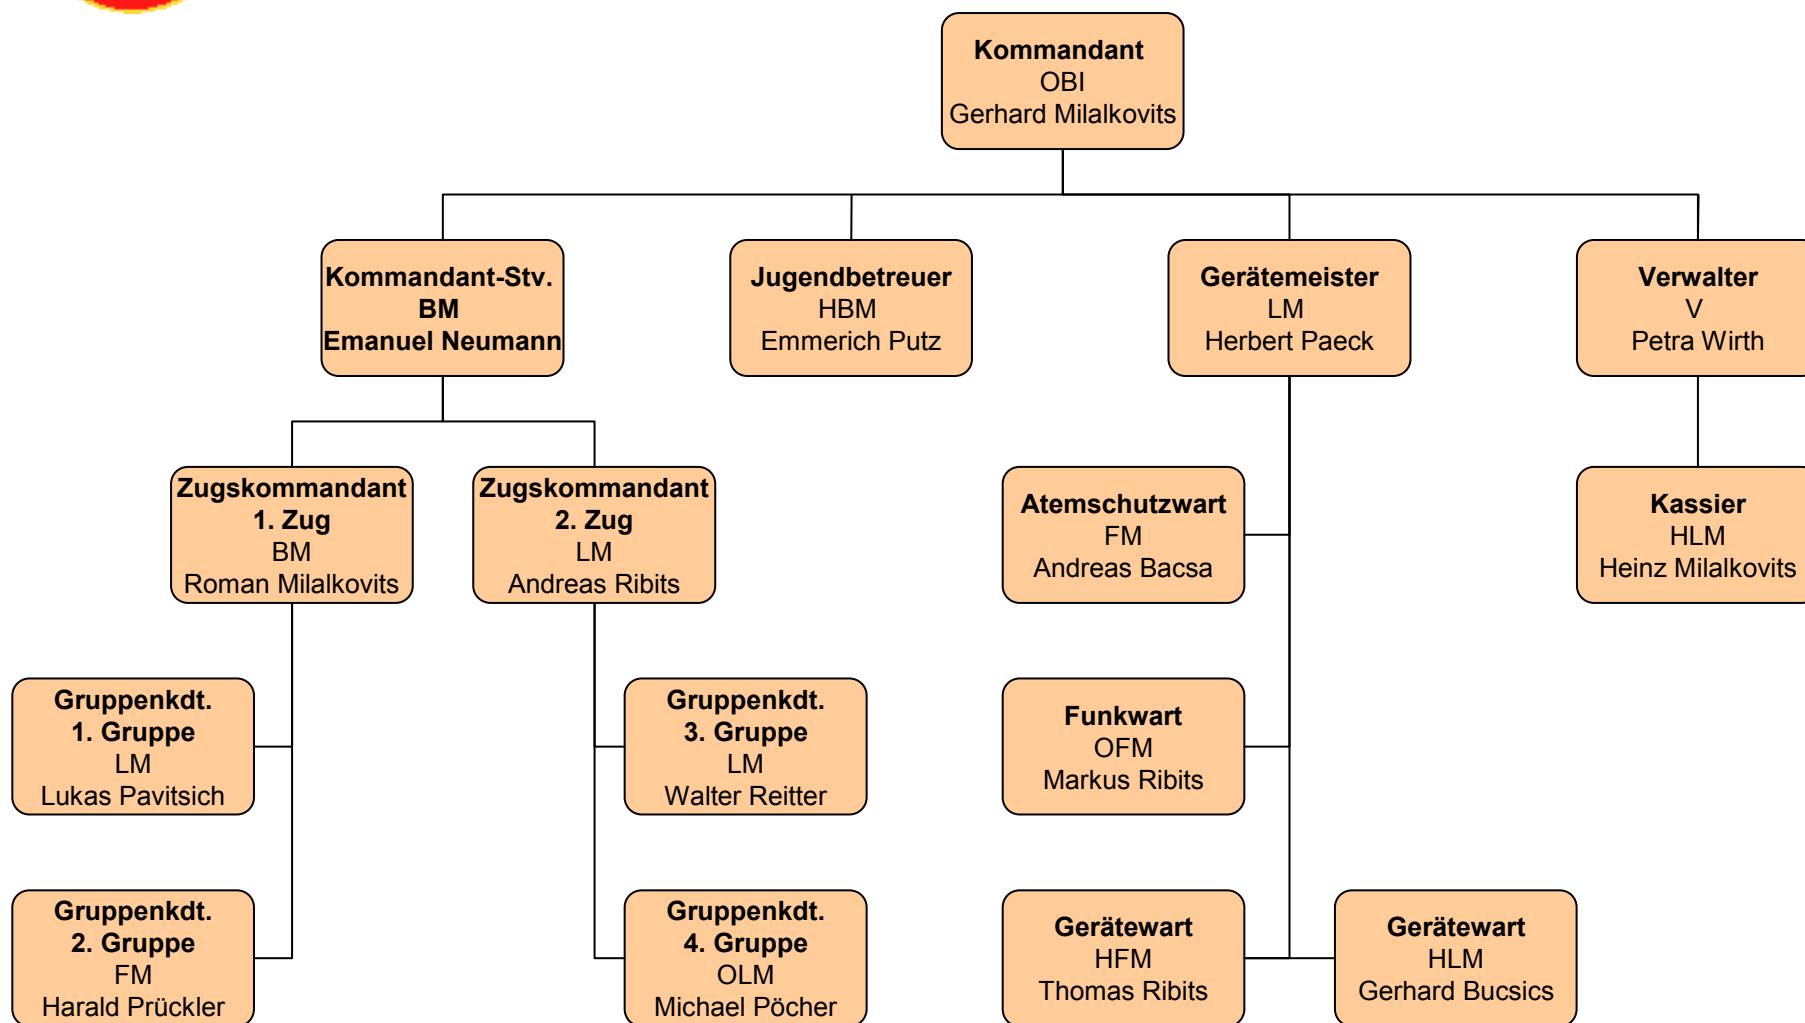 Kommandant
OBI
Gerhard Milalkovits
Kommandant-Stv.
BM
Emanuel Neumann
Jugendbetreuer
HBM
Emmerich Putz
Gerätemeister
LM
Herbert Paeck
Verwalter
V
Petra Wirth
Zugskommandant
1. Zug
BM
Roman Milalkovits
Zugskommandant
2. Zug
LM
Andreas Ribits
Atemschutzwart
FM
Andreas Bacsa
Kassier
HLM
Heinz Milalkovits
Gruppenkdt.
1. Gruppe
LM
Lukas Pavitsich
Gruppenkdt.
3. Gruppe
LM
Walter Reitter
Funkwart
OFM
Markus Ribits
Gruppenkdt.
2. Gruppe
FM
Harald Prückler
Gruppenkdt.
4. Gruppe
OLM
Michael Pöcher
Gerätewart
HFM
Thomas Ribits
Gerätewart
HLM
Gerhard Bucsics